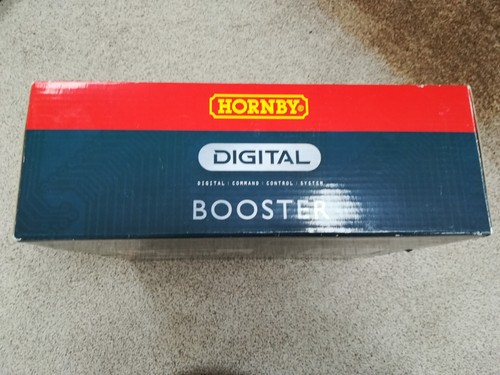 HORNBY®
DIGITAL
DIGITAL : COMMAND : CONTROL : SYSTEM
BOOSTER